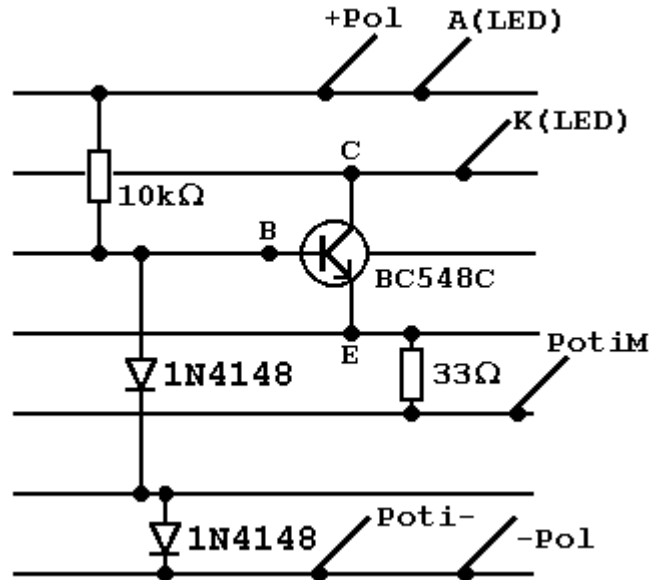 +Pol
A(LED)
K(LED)
C
10kΩ
B
BC548C
E
PotiM
1N4148
33Ω
Poti-
-Pol
1N4148